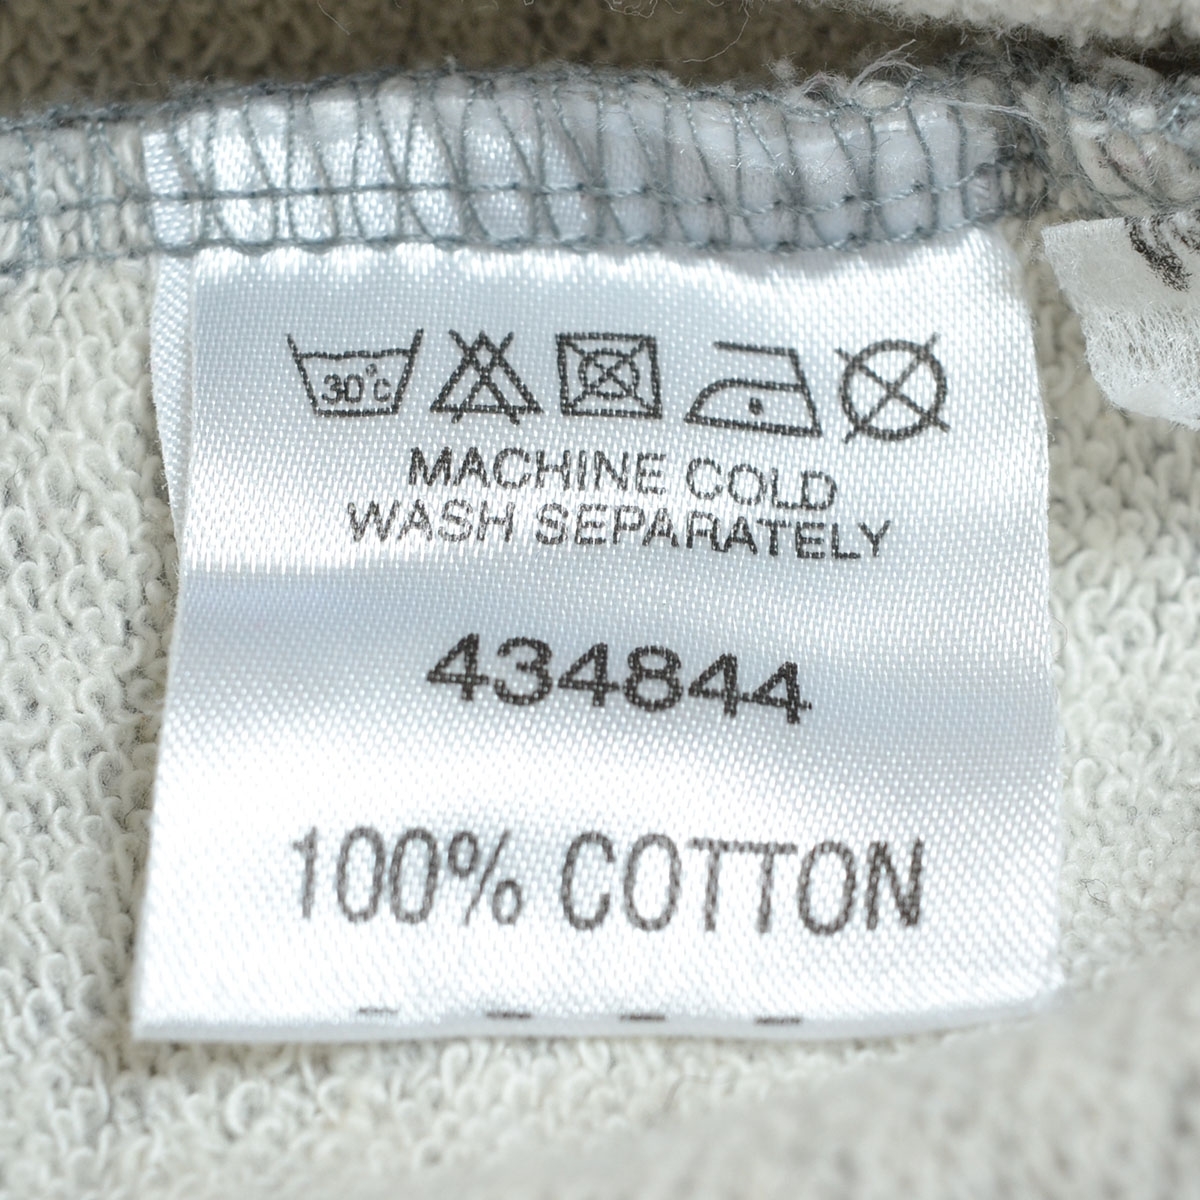 30°C
MACHINE COLD
WASH SEPARATELY
434844
100% COTTON